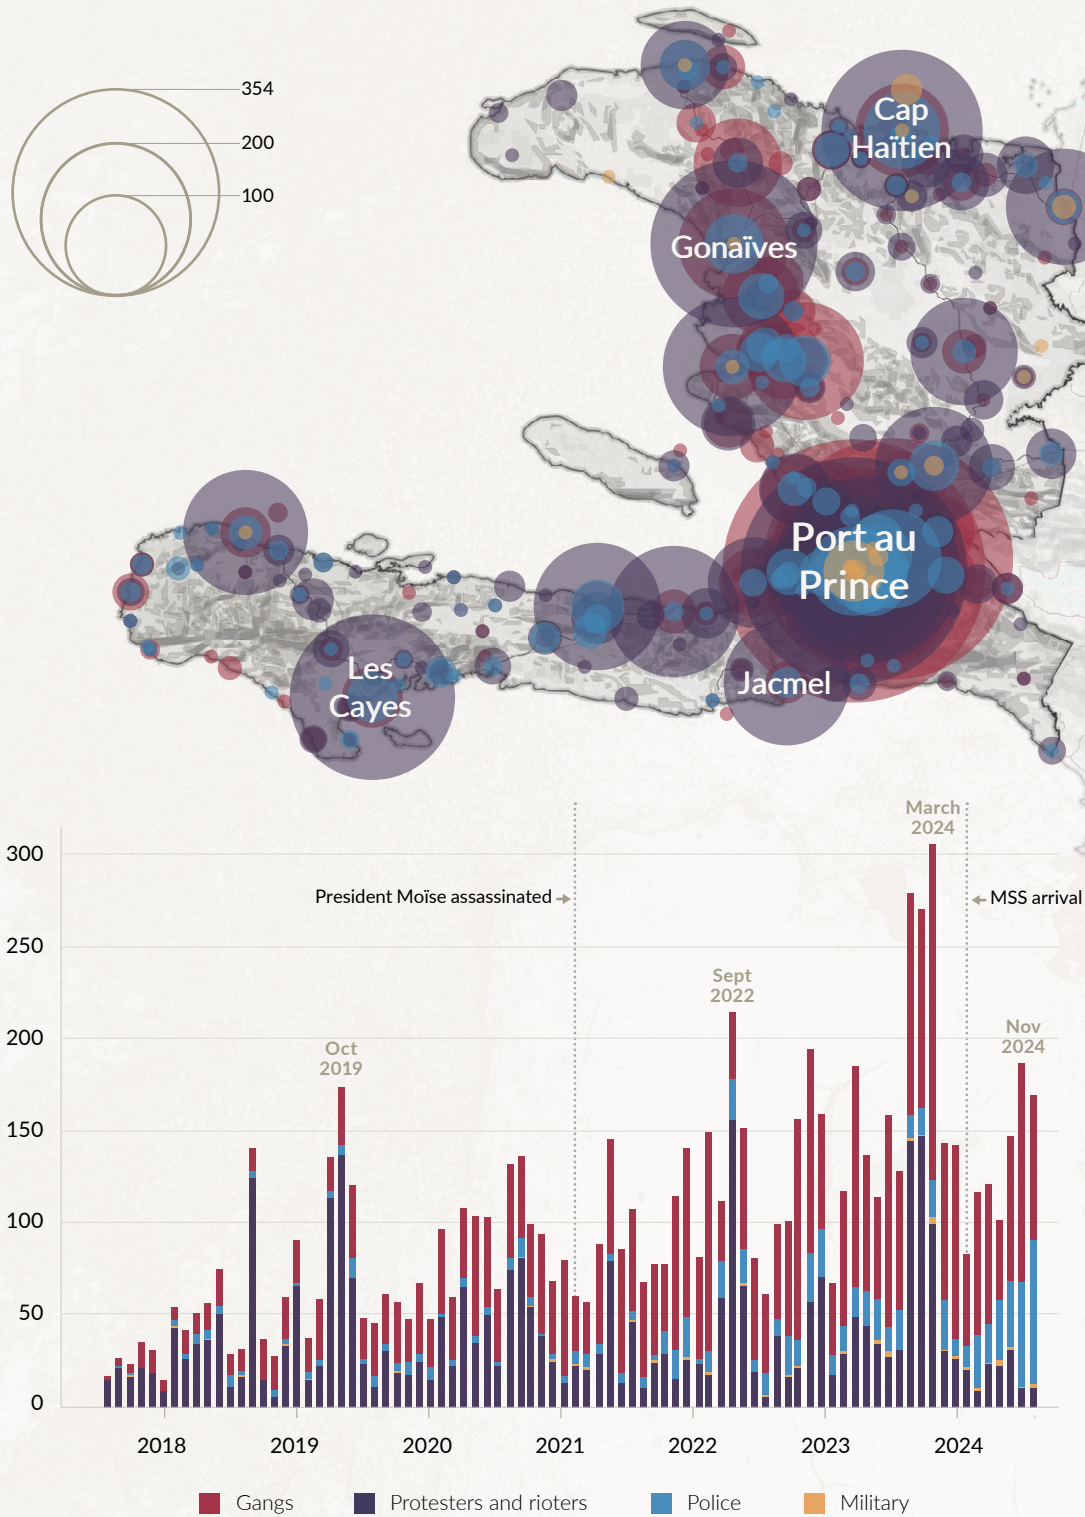 354
200
100
Cap
Haïtien
Gonaïves
Port au
Prince
Les
Cayes
Jacmel
March
2024
300
President Moïse assassinated
MSS arrival
250
Sept
2022
Nov
2024
200
Oct
2019
150
100
50
0
2018 2019 2020 2021 2022 2023 2024
Gangs Protesters and rioters Police Military